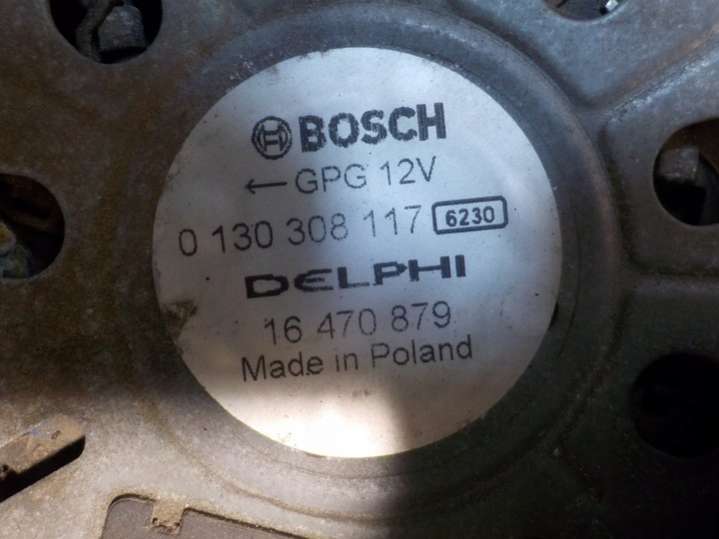 BOSCH
← GPG 12V
0 130 308 117 6230
DELPHI
16 470 879
Made in Poland